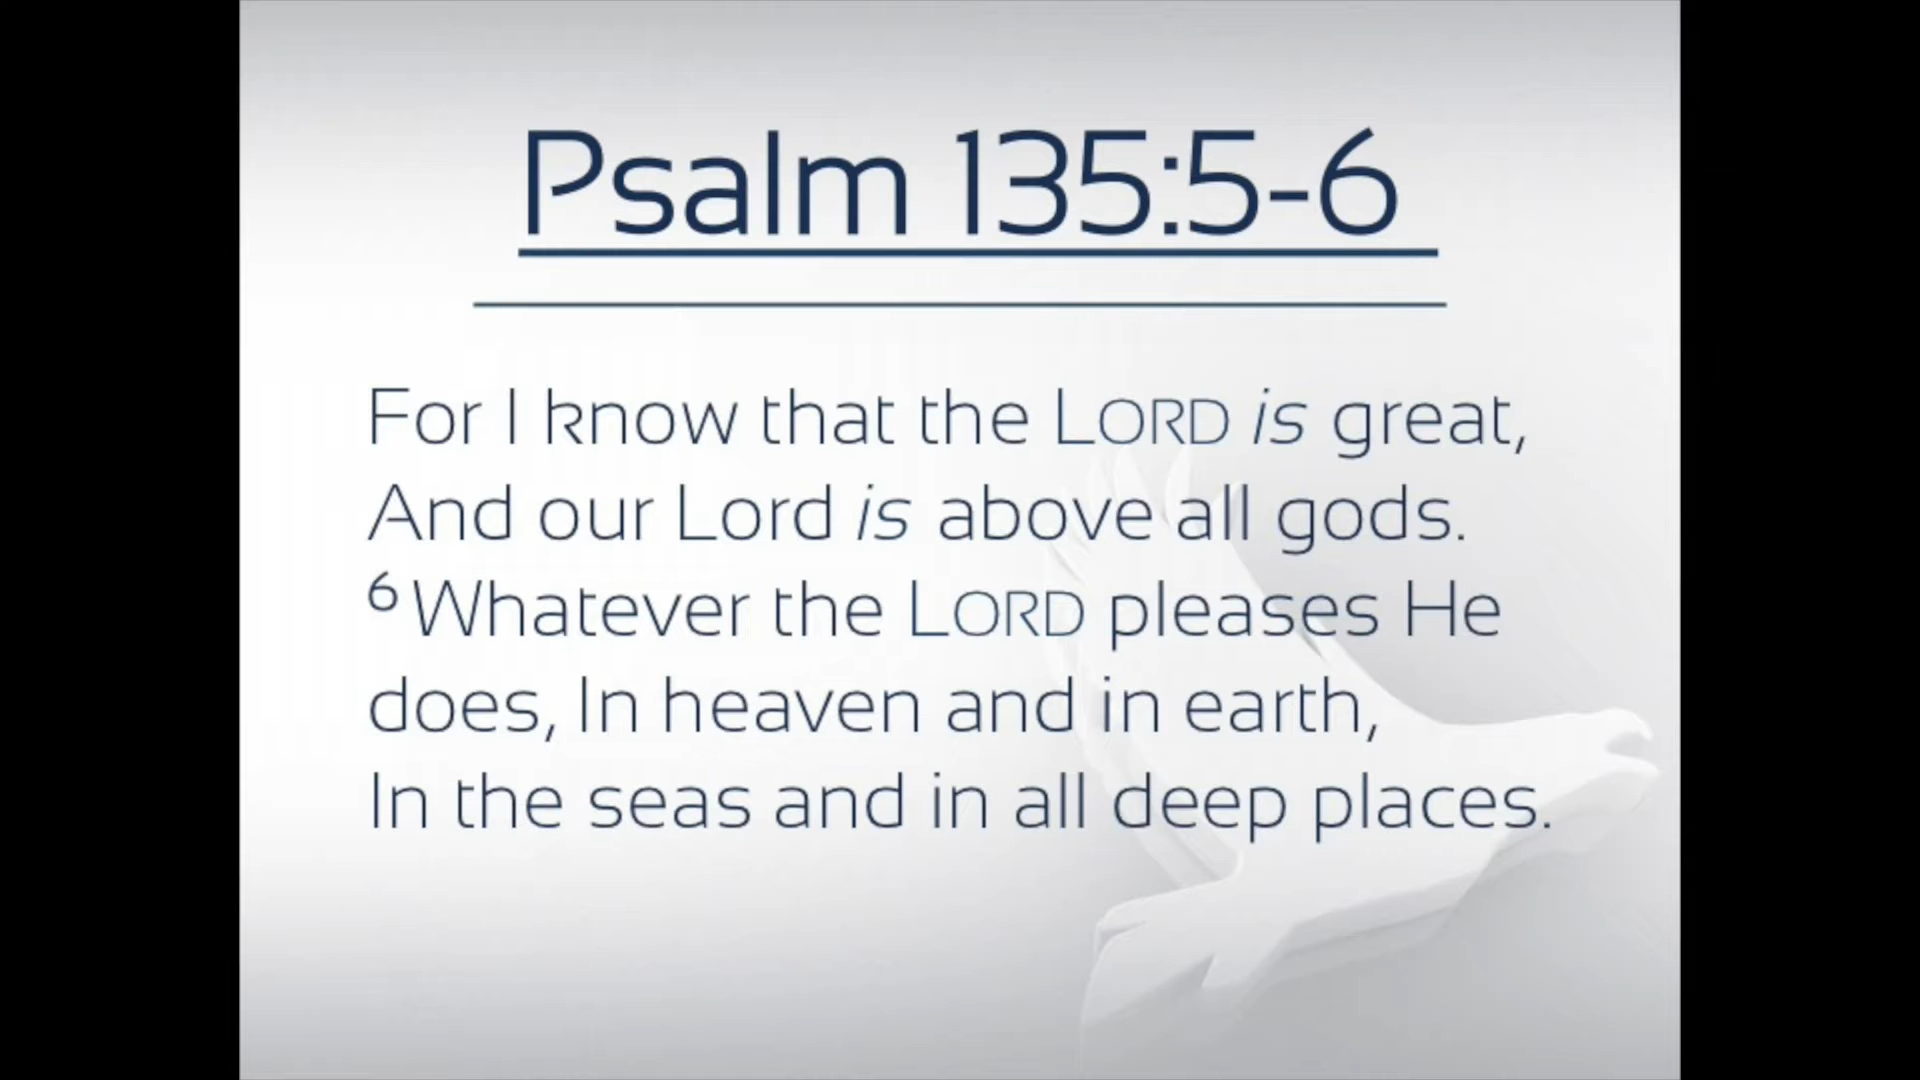 Psalm 135:5-6
For I know that the LORD is great,
And our Lord is above all gods.
6 Whatever the LORD pleases He
does, In heaven and in earth,
In the seas and in all deep places.